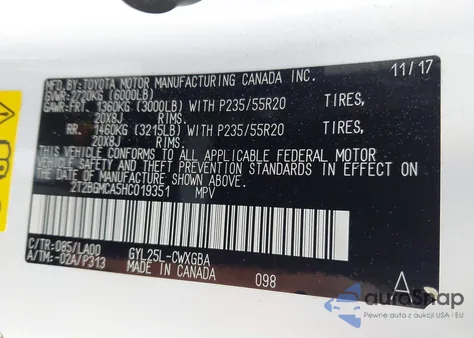 MFD.BY:TOYOTA MOTOR MANUFACTURING CANADA INC. 11/17
GVWR: 2720KG (6000LB)
GAWR:FRT. 1360KG (3000LB) WITH P235/55R20 TIRES,
20X8J RIMS.
RR. 1460KG (3215LB) WITH P235/55R20 TIRES,
20X8J RIMS.
THIS VEHICLE CONFORMS TO ALL APPLICABLE FEDERAL MOTOR
VEHICLE SAFETY AND THEFT PREVENTION STANDARDS IN EFFECT
ON THE DATE OF MANUFACTURE SHOWN ABOVE.
2T2BGMCA5HC019351 MPV
C/TR: 085/LA00 GYL25L-CWXGBA
A/TM:-02A/P313 MADE IN CANADA 098 A
autoSnap
Pewne auta z aukcji USA i EU